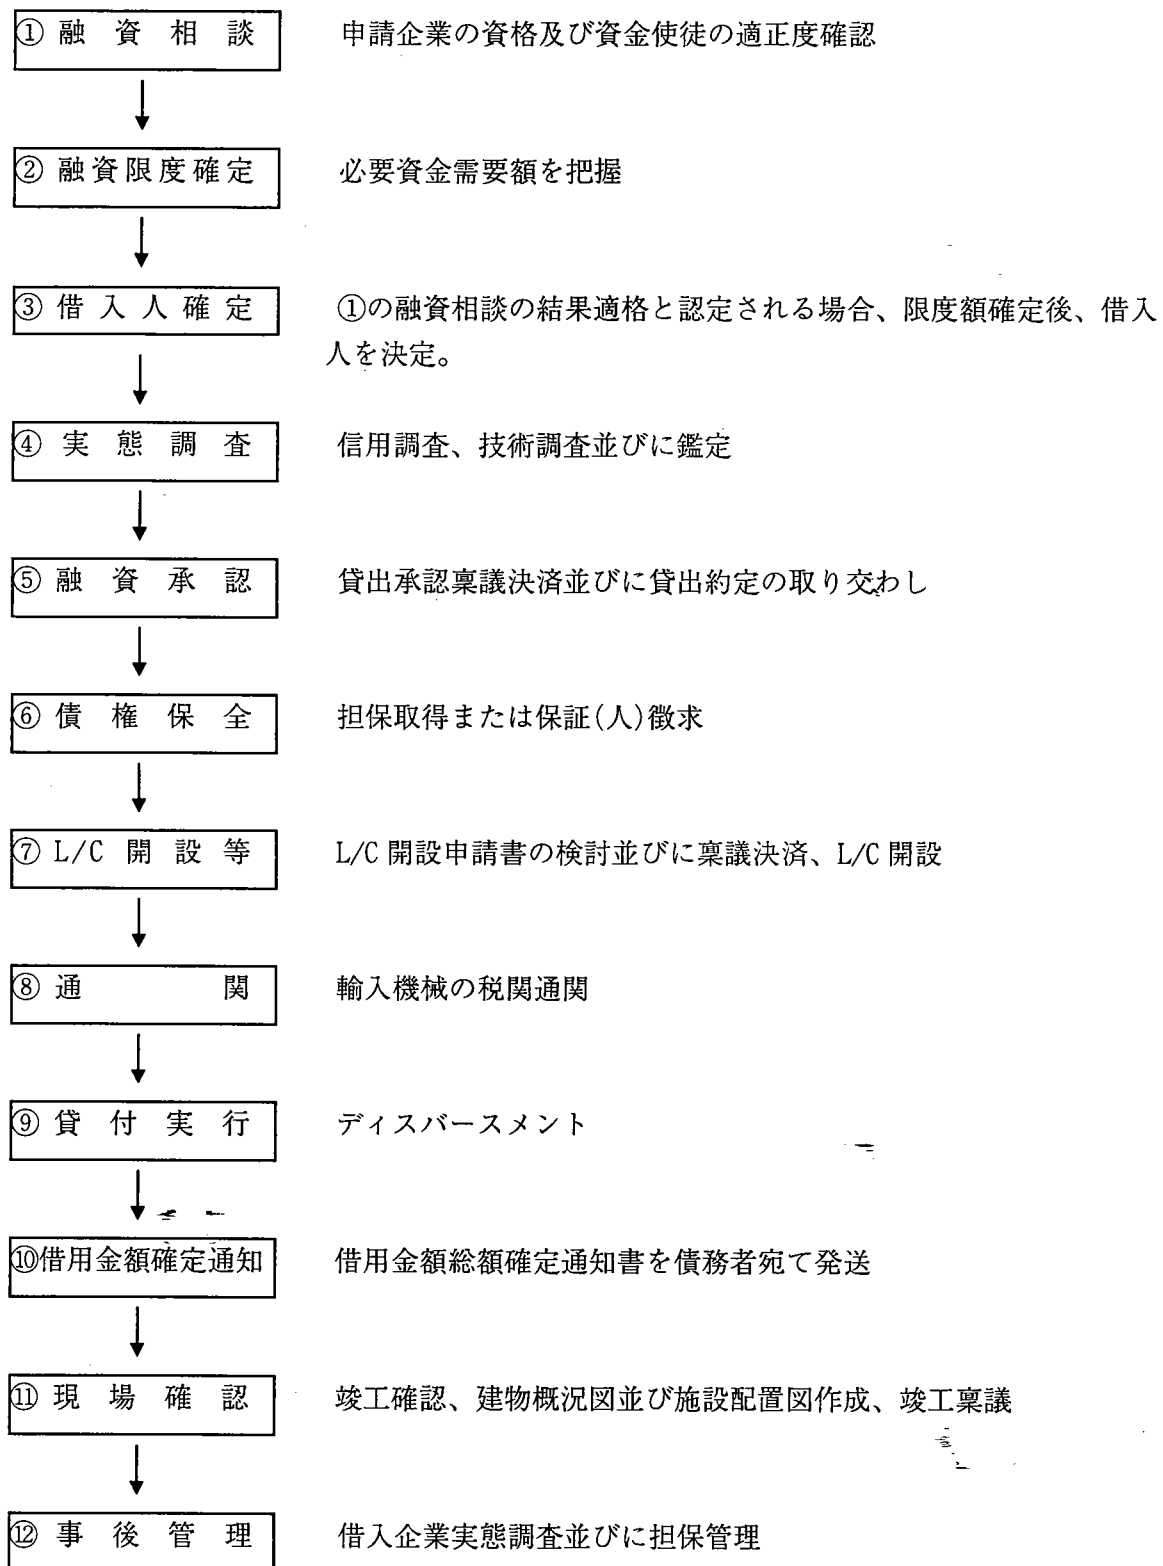 ① 融資相談　申請企業の資格及び資金使徒の適正度確認
② 融資限度確定　必要資金需要額を把握
③ 借入人確定　①の融資相談の結果適格と認定される場合、限度額確定後、借入
人を決定。
④ 実態調査　信用調査、技術調査並びに鑑定
⑤ 融資承認　貸出承認稟議決済並びに貸出約定の取り交わし
⑥ 債権保全　担保取得または保証(人)徴求
⑦ L/C 開設等　L/C 開設申請書の検討並びに稟議決済、L/C 開設
⑧ 通関　輸入機械の税関通関
⑨ 貸付実行　ディスバースメント
⑩借用金額確定通知　借用金額総額確定通知書を債務者宛て発送
⑪ 現場確認　竣工確認、建物概況図並び施設配置図作成、竣工稟議
⑫ 事後管理　借入企業実態調査並びに担保管理